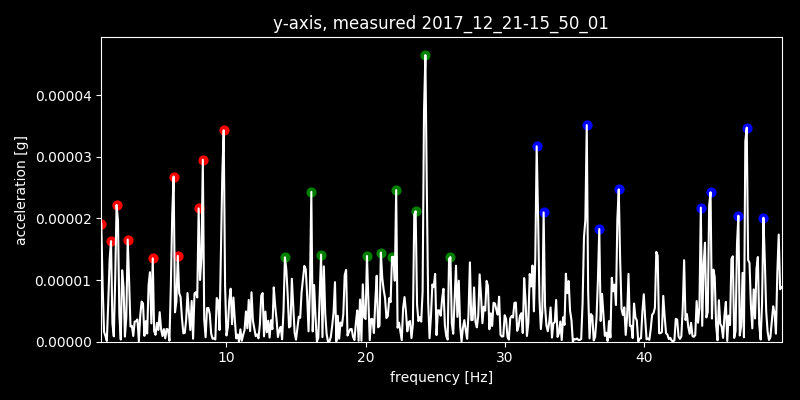 y-axis, measured 2017_12_21-15_50_01
acceleration [g]
0.00004
0.00003
0.00002
0.00001
0.00000
10 20 30 40
frequency [Hz]